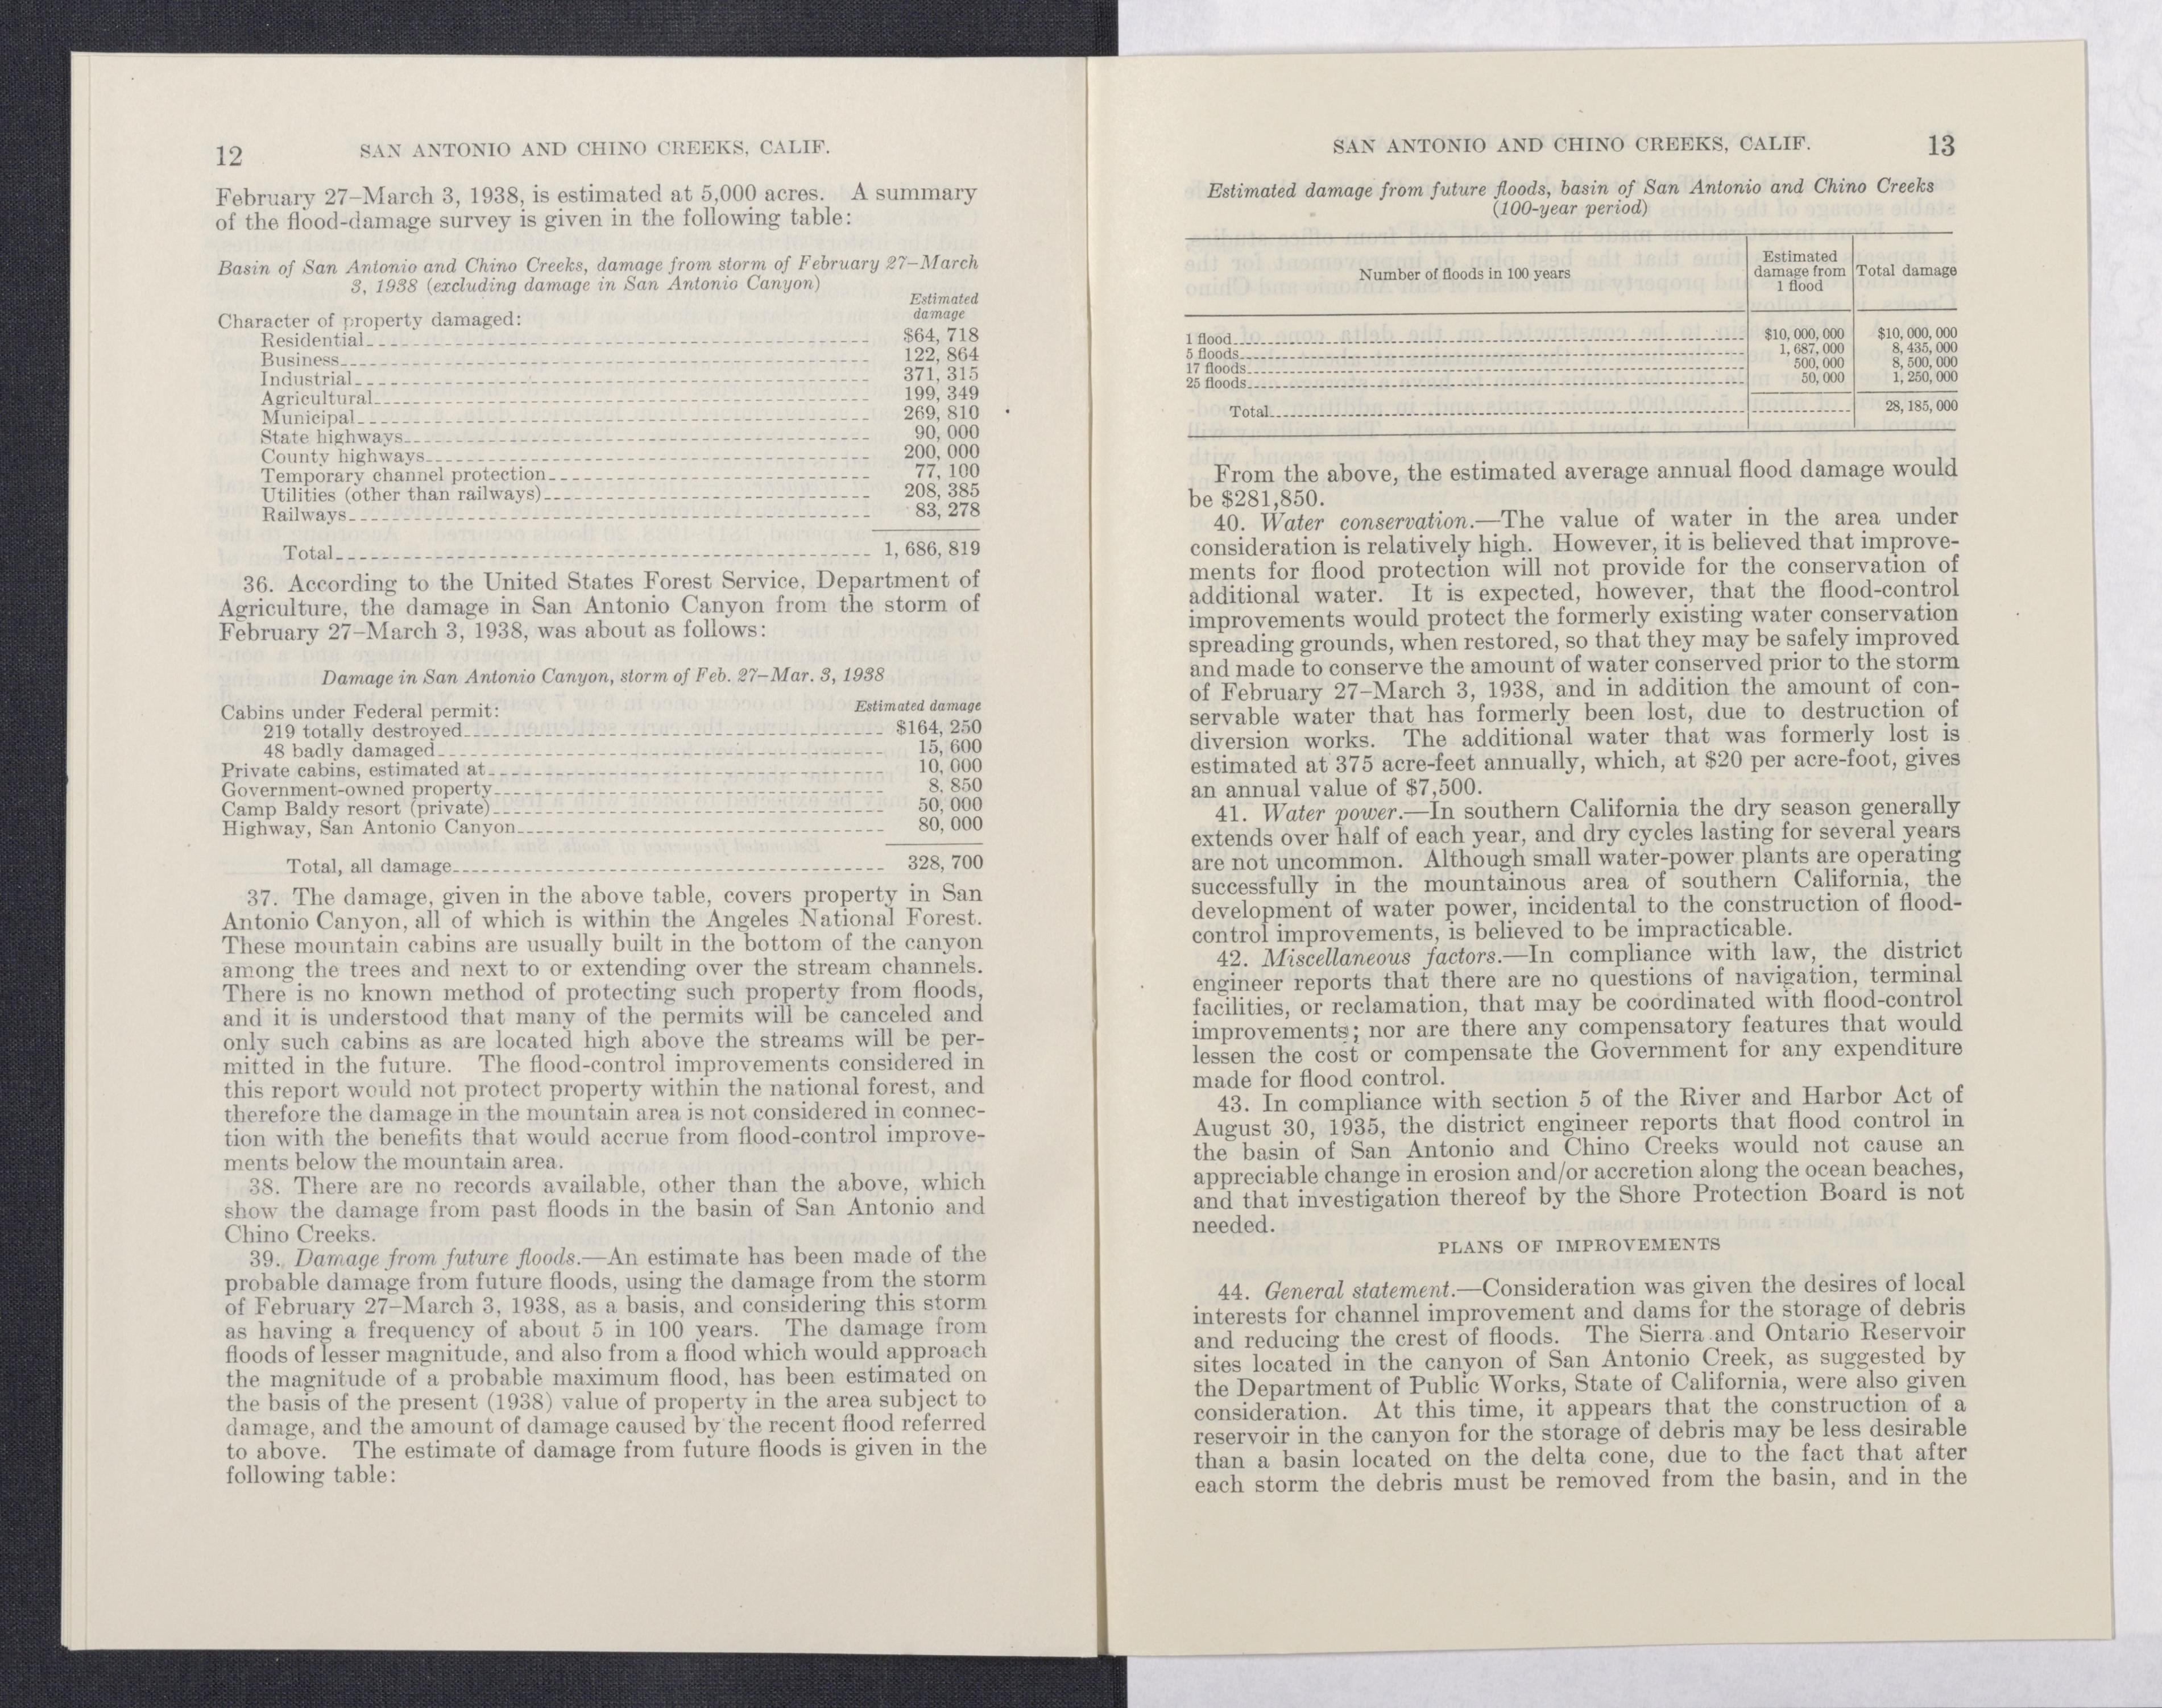 12 SAN ANTONIO AND CHINO CREEKS, CALIF.
February 27–March 3, 1938, is estimated at 5,000 acres. A summary
of the flood-damage survey is given in the following table:
Basin of San Antonio and Chino Creeks, damage from storm of February 27–March
3, 1938 (excluding damage in San Antonio Canyon)
Estimated
damage
Character of property damaged:
Residential $64, 718
Business 122, 864
Industrial 371, 315
Agricultural 199, 349
Municipal 269, 810
State highways 90, 000
County highways 200, 000
Temporary channel protection 77, 100
Utilities (other than railways) 208, 385
Railways 83, 278
Total 1, 686, 819
36. According to the United States Forest Service, Department of
Agriculture, the damage in San Antonio Canyon from the storm of
February 27–March 3, 1938, was about as follows:
Damage in San Antonio Canyon, storm of Feb. 27–Mar. 3, 1938
Cabins under Federal permit: Estimated damage
219 totally destroyed $164, 250
48 badly damaged 15, 600
Private cabins, estimated at 10, 000
Government-owned property 8, 850
Camp Baldy resort (private) 50, 000
Highway, San Antonio Canyon 80, 000
Total, all damage 328, 700
37. The damage, given in the above table, covers property in San
Antonio Canyon, all of which is within the Angeles National Forest.
These mountain cabins are usually built in the bottom of the canyon
among the trees and next to or extending over the stream channels.
There is no known method of protecting such property from floods,
and it is understood that many of the permits will be canceled and
only such cabins as are located high above the streams will be per-
mitted in the future. The flood-control improvements considered in
this report would not protect property within the national forest, and
therefore the damage in the mountain area is not considered in connec-
tion with the benefits that would accrue from flood-control improve-
ments below the mountain area.
38. There are no records available, other than the above, which
show the damage from past floods in the basin of San Antonio and
Chino Creeks.
39. Damage from future floods.—An estimate has been made of the
probable damage from future floods, using the damage from the storm
of February 27–March 3, 1938, as a basis, and considering this storm
as having a frequency of about 5 in 100 years. The damage from
floods of lesser magnitude, and also from a flood which would approach
the magnitude of a probable maximum flood, has been estimated on
the basis of the present (1938) value of property in the area subject to
damage, and the amount of damage caused by the recent flood referred
to above. The estimate of damage from future floods is given in the
following table:
SAN ANTONIO AND CHINO CREEKS, CALIF. 13
Estimated damage from future floods, basin of San Antonio and Chino Creeks
(100-year period)
Number of floods in 100 years
Estimated
damage from
1 flood
Total damage
1 flood $10, 000, 000 $10, 000, 000
5 floods 1, 687, 000 8, 435, 000
17 floods 500, 000 8, 500, 000
25 floods 50, 000 1, 250, 000
Total 28, 185, 000
From the above, the estimated average annual flood damage would
be $281,850.
40. Water conservation.—The value of water in the area under
consideration is relatively high. However, it is believed that improve-
ments for flood protection will not provide for the conservation of
additional water. It is expected, however, that the flood-control
improvements would protect the formerly existing water conservation
spreading grounds, when restored, so that they may be safely improved
and made to conserve the amount of water conserved prior to the storm
of February 27–March 3, 1938, and in addition the amount of con-
servable water that has formerly been lost, due to destruction of
diversion works. The additional water that was formerly lost is
estimated at 375 acre-feet annually, which, at $20 per acre-foot, gives
an annual value of $7,500.
41. Water power.—In southern California the dry season generally
extends over half of each year, and dry cycles lasting for several years
are not uncommon. Although small water-power plants are operating
successfully in the mountainous area of southern California, the
development of water power, incidental to the construction of flood-
control improvements, is believed to be impracticable.
42. Miscellaneous factors.—In compliance with law, the district
engineer reports that there are no questions of navigation, terminal
facilities, or reclamation, that may be coordinated with flood-control
improvements; nor are there any compensatory features that would
lessen the cost or compensate the Government for any expenditure
made for flood control.
43. In compliance with section 5 of the River and Harbor Act of
August 30, 1935, the district engineer reports that flood control in
the basin of San Antonio and Chino Creeks would not cause an
appreciable change in erosion and/or accretion along the ocean beaches,
and that investigation thereof by the Shore Protection Board is not
needed.
PLANS OF IMPROVEMENTS
44. General statement.—Consideration was given the desires of local
interests for channel improvement and dams for the storage of debris
and reducing the crest of floods. The Sierra and Ontario Reservoir
sites located in the canyon of San Antonio Creek, as suggested by
the Department of Public Works, State of California, were also given
consideration. At this time, it appears that the construction of a
reservoir in the canyon for the storage of debris may be less desirable
than a basin located on the delta cone, due to the fact that after
each storm the debris must be removed from the basin, and in the